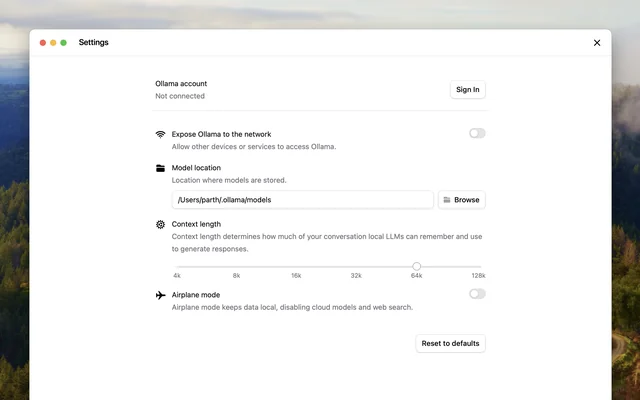 Settings
Ollama account
Not connected
Sign In
Expose Ollama to the network
Allow other devices or services to access Ollama.
Model location
Location where models are stored.
/Users/parth/.ollama/models
Browse
Context length
Context length determines how much of your conversation local LLMs can remember and use
to generate responses.
4k 8k 16k 32k 64k 128k
Airplane mode
Airplane mode keeps data local, disabling cloud models and web search.
Reset to defaults